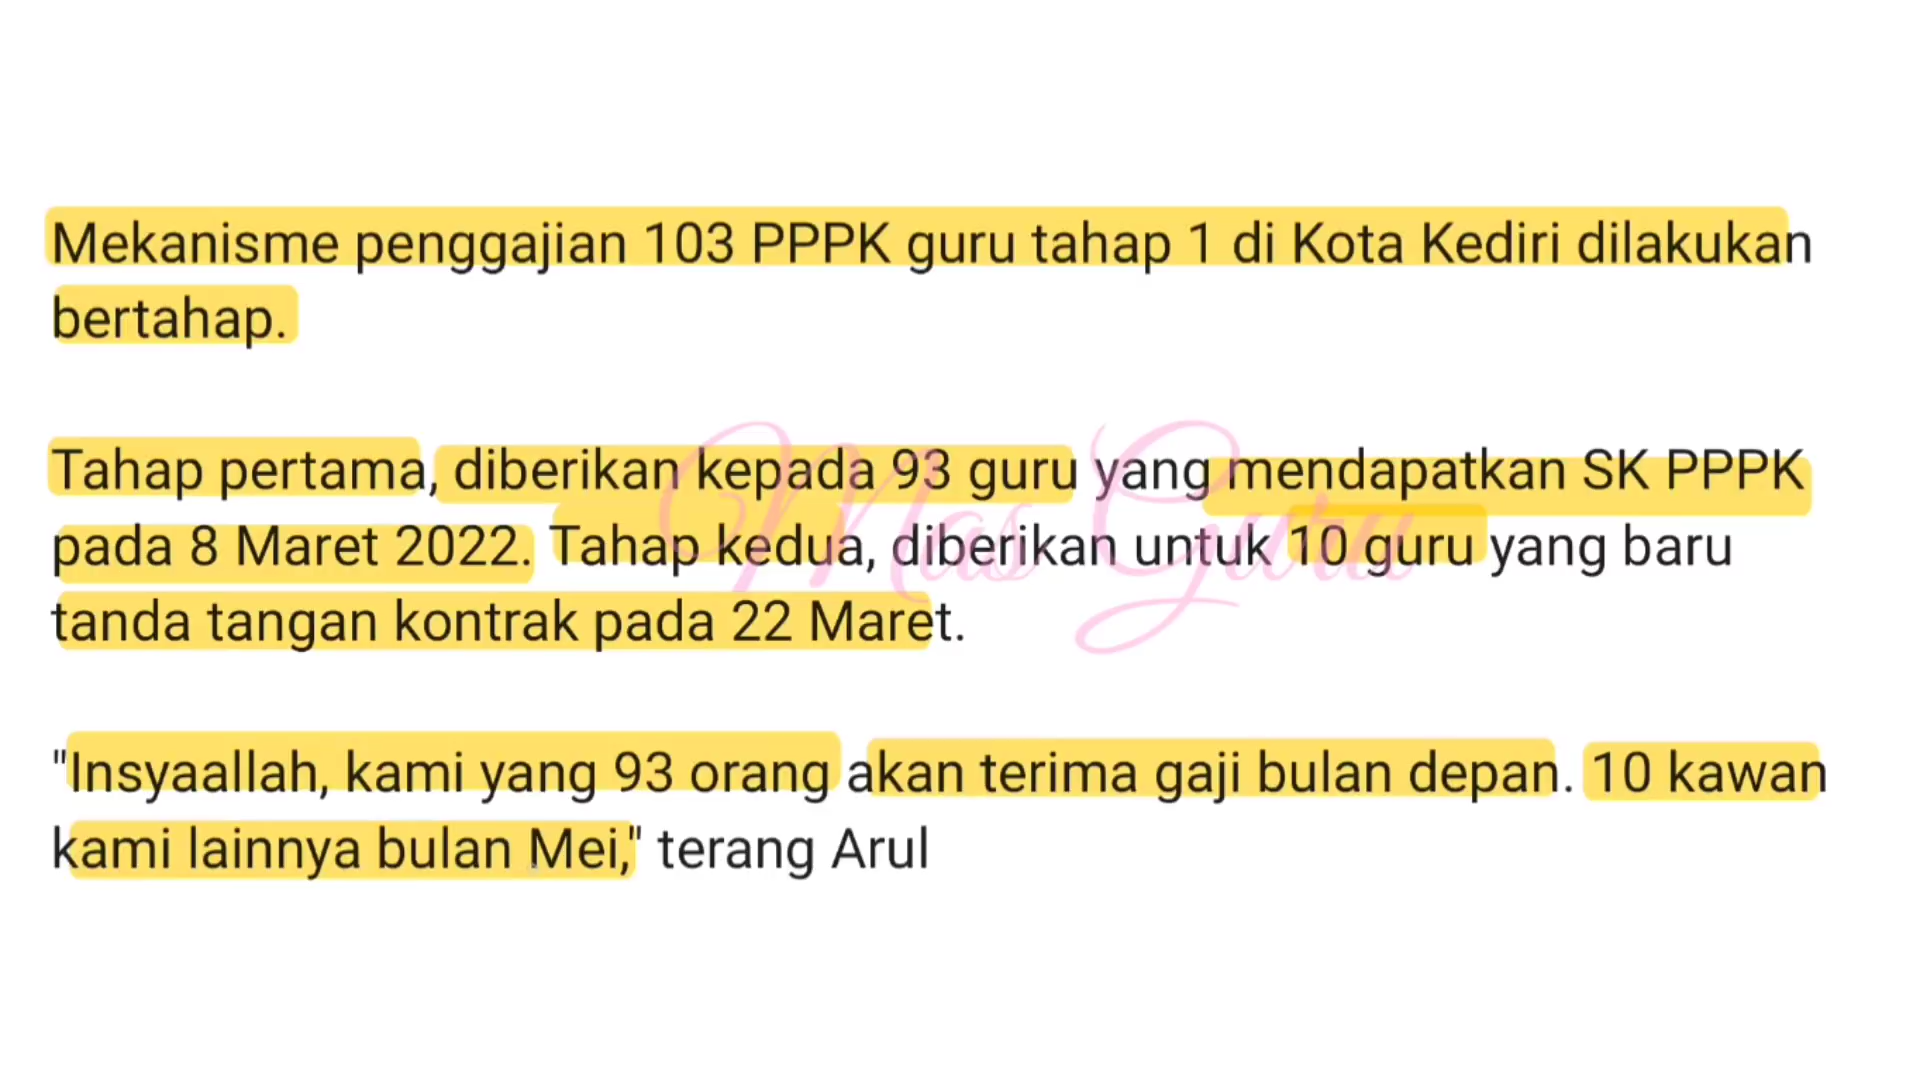 Mekanisme penggajian 103 PPPK guru tahap 1 di Kota Kediri dilakukan
bertahap.
Tahap pertama, diberikan kepada 93 guru yang mendapatkan SK PPPK
pada 8 Maret 2022. Tahap kedua, diberikan untuk 10 guru yang baru
tanda tangan kontrak pada 22 Maret.
Mas Guru
"Insyaallah, kami yang 93 orang akan terima gaji bulan depan. 10 kawan
kami lainnya bulan Mei," terang Arul